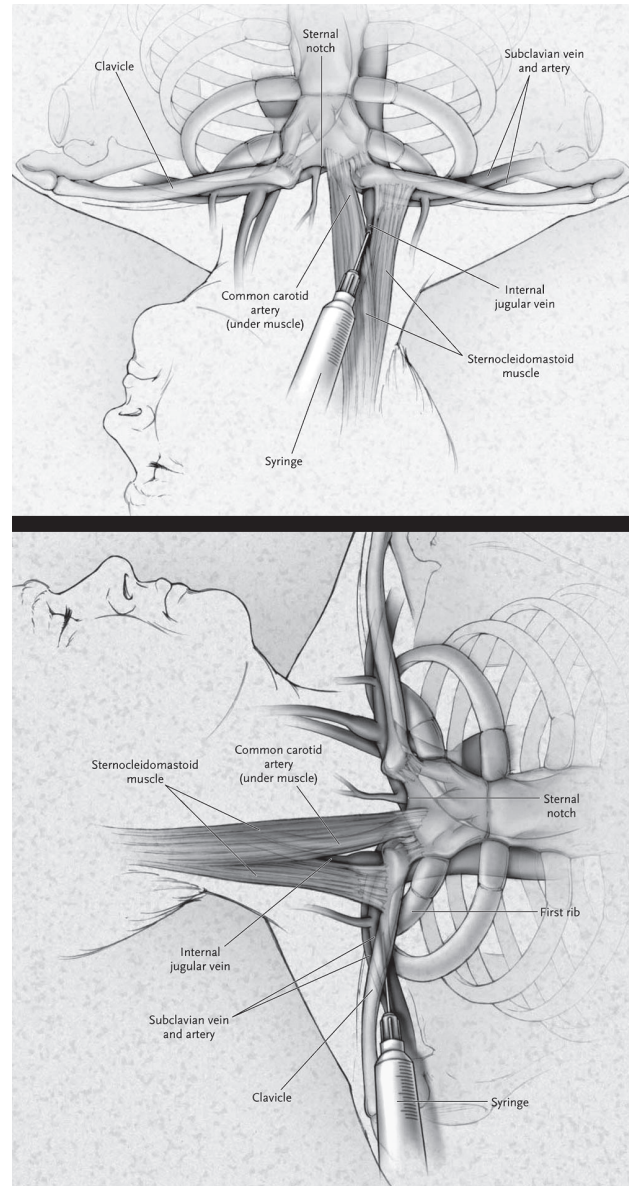 Sternal
notch
Clavicle
Subclavian vein
and artery
Common carotid
artery
(under muscle)
Internal
jugular vein
Sternocleidomastoid
muscle
Syringe
Sternocleidomastoid
muscle
Common carotid
artery
(under muscle)
Sternal
notch
First rib
Internal
jugular vein
Subclavian vein
and artery
Clavicle
Syringe